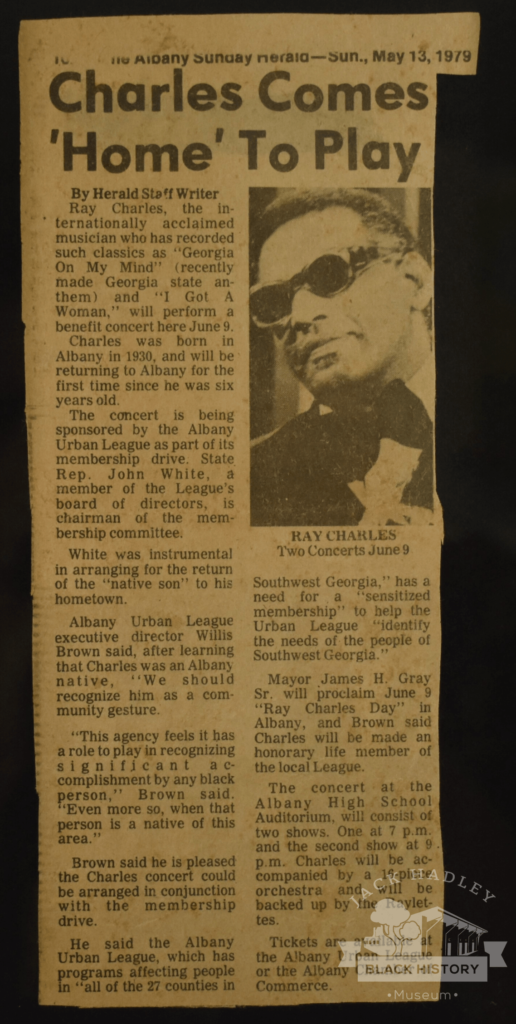 The Albany Sunday Herald—Sun., May 13, 1979
Charles Comes
'Home' To Play
By Herald Staff Writer
Ray Charles, the in-
ternationally acclaimed
musician who has recorded
such classics as "Georgia
On My Mind" (recently
made Georgia state an-
them) and "I Got A
Woman," will perform a
benefit concert here June 9.
Charles was born in
Albany in 1930, and will be
returning to Albany for the
first time since he was six
years old.
The concert is being
sponsored by the Albany
Urban League as part of its
membership drive. State
Rep. John White, a
member of the League's
board of directors, is
chairman of the mem-
bership committee.
White was instrumental
in arranging for the return
of the "native son" to his
hometown.
Albany Urban League
executive director Willis
Brown said, after learning
that Charles was an Albany
native, "We should
recognize him as a com-
munity gesture.
"This agency feels it has
a role to play in recognizing
significant ac-
complishment by any black
person," Brown said.
"Even more so, when that
person is a native of this
area."
Brown said he is pleased
the Charles concert could
be arranged in conjunction
with the membership
drive.
He said the Albany
Urban League, which has
programs affecting people
in "all of the 27 counties in
RAY CHARLES
Two Concerts June 9
Southwest Georgia," has a
need for a "sensitized
membership" to help the
Urban League "identify
the needs of the people of
Southwest Georgia."
Mayor James H. Gray
Sr. will proclaim June 9
"Ray Charles Day" in
Albany, and Brown said
Charles will be made an
honorary life member of
the local League.
The concert at the
Albany High School
Auditorium, will consist of
two shows. One at 7 p.m.
and the second show at 9
p.m. Charles will be ac-
companied by a
orchestra and will be
backed up by the Raylet-
tes.
Tickets are available at
the Albany Urban League
or the Albany
Commerce.
JACK HADLEY
BLACK HISTORY
Museum